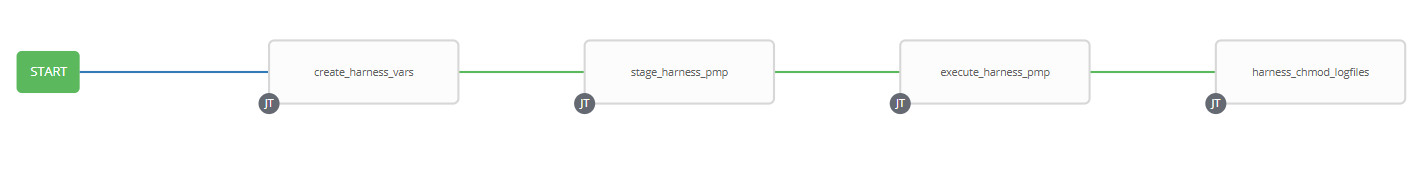 START
create_harness_vars
stage_harness_pmp
execute_harness_pmp
harness_chmod_logfiles
JT
JT
JT
JT